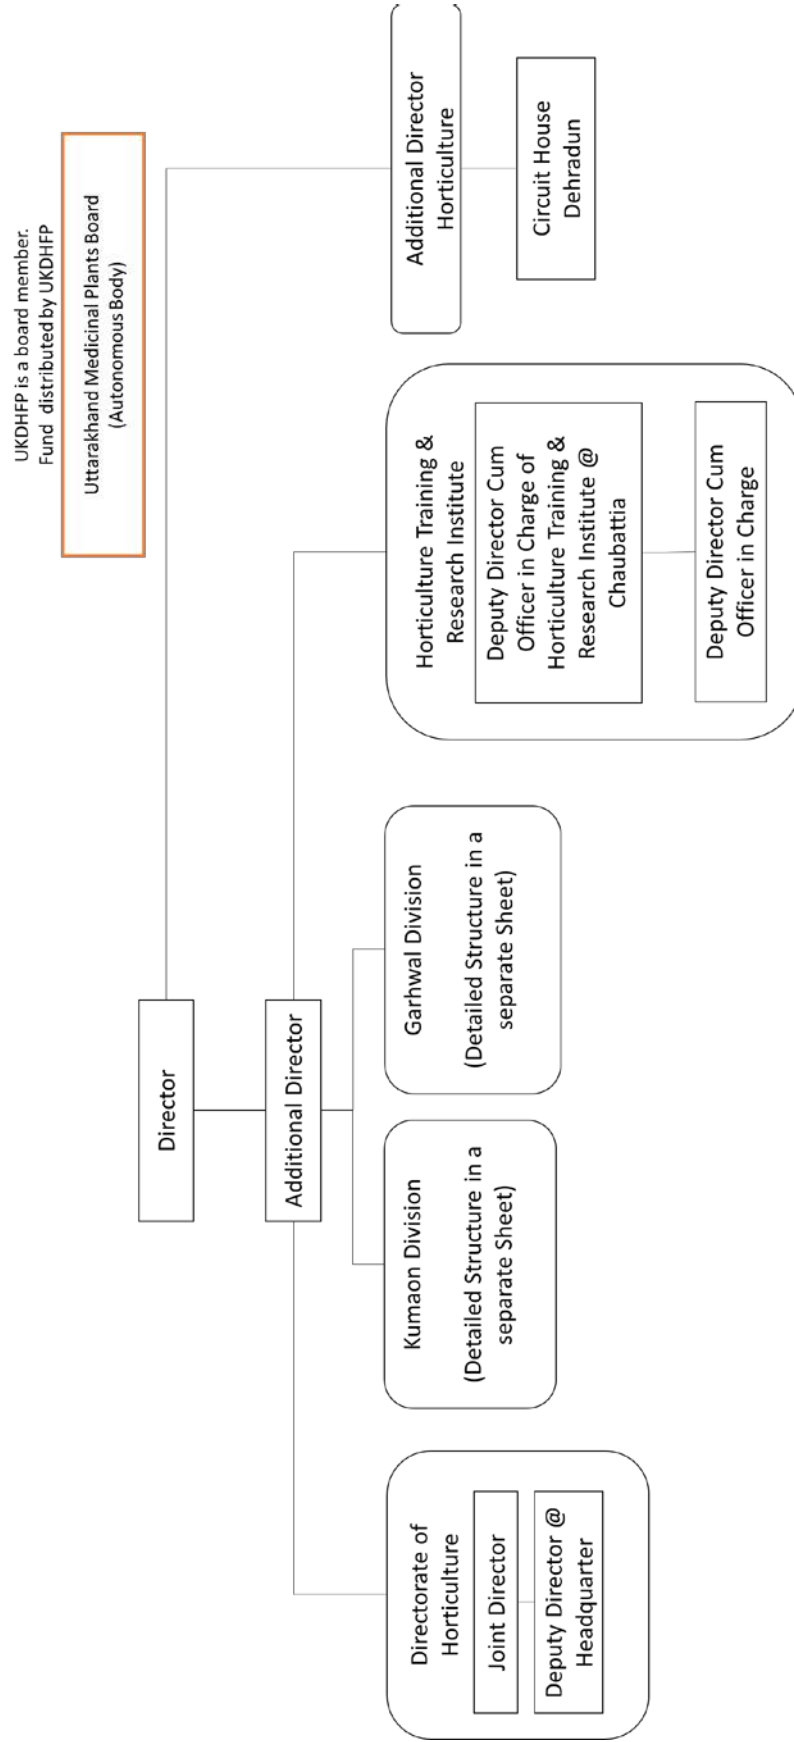 UKDHFP is a board member.
Fund distributed by UKDHFP
Uttarakhand Medicinal Plants Board
(Autonomous Body)
Director
Additional Director
Directorate of
Horticulture
Joint Director
Deputy Director @
Headquarter
Kumaon Division
(Detailed Structure in a
separate Sheet)
Garhwal Division
(Detailed Structure in a
separate Sheet)
Horticulture Training &
Research Institute
Deputy Director Cum
Officer in Charge of
Horticulture Training &
Research Institute @
Chaubattia
Deputy Director Cum
Officer in Charge
Additional Director
Horticulture
Circuit House
Dehradun